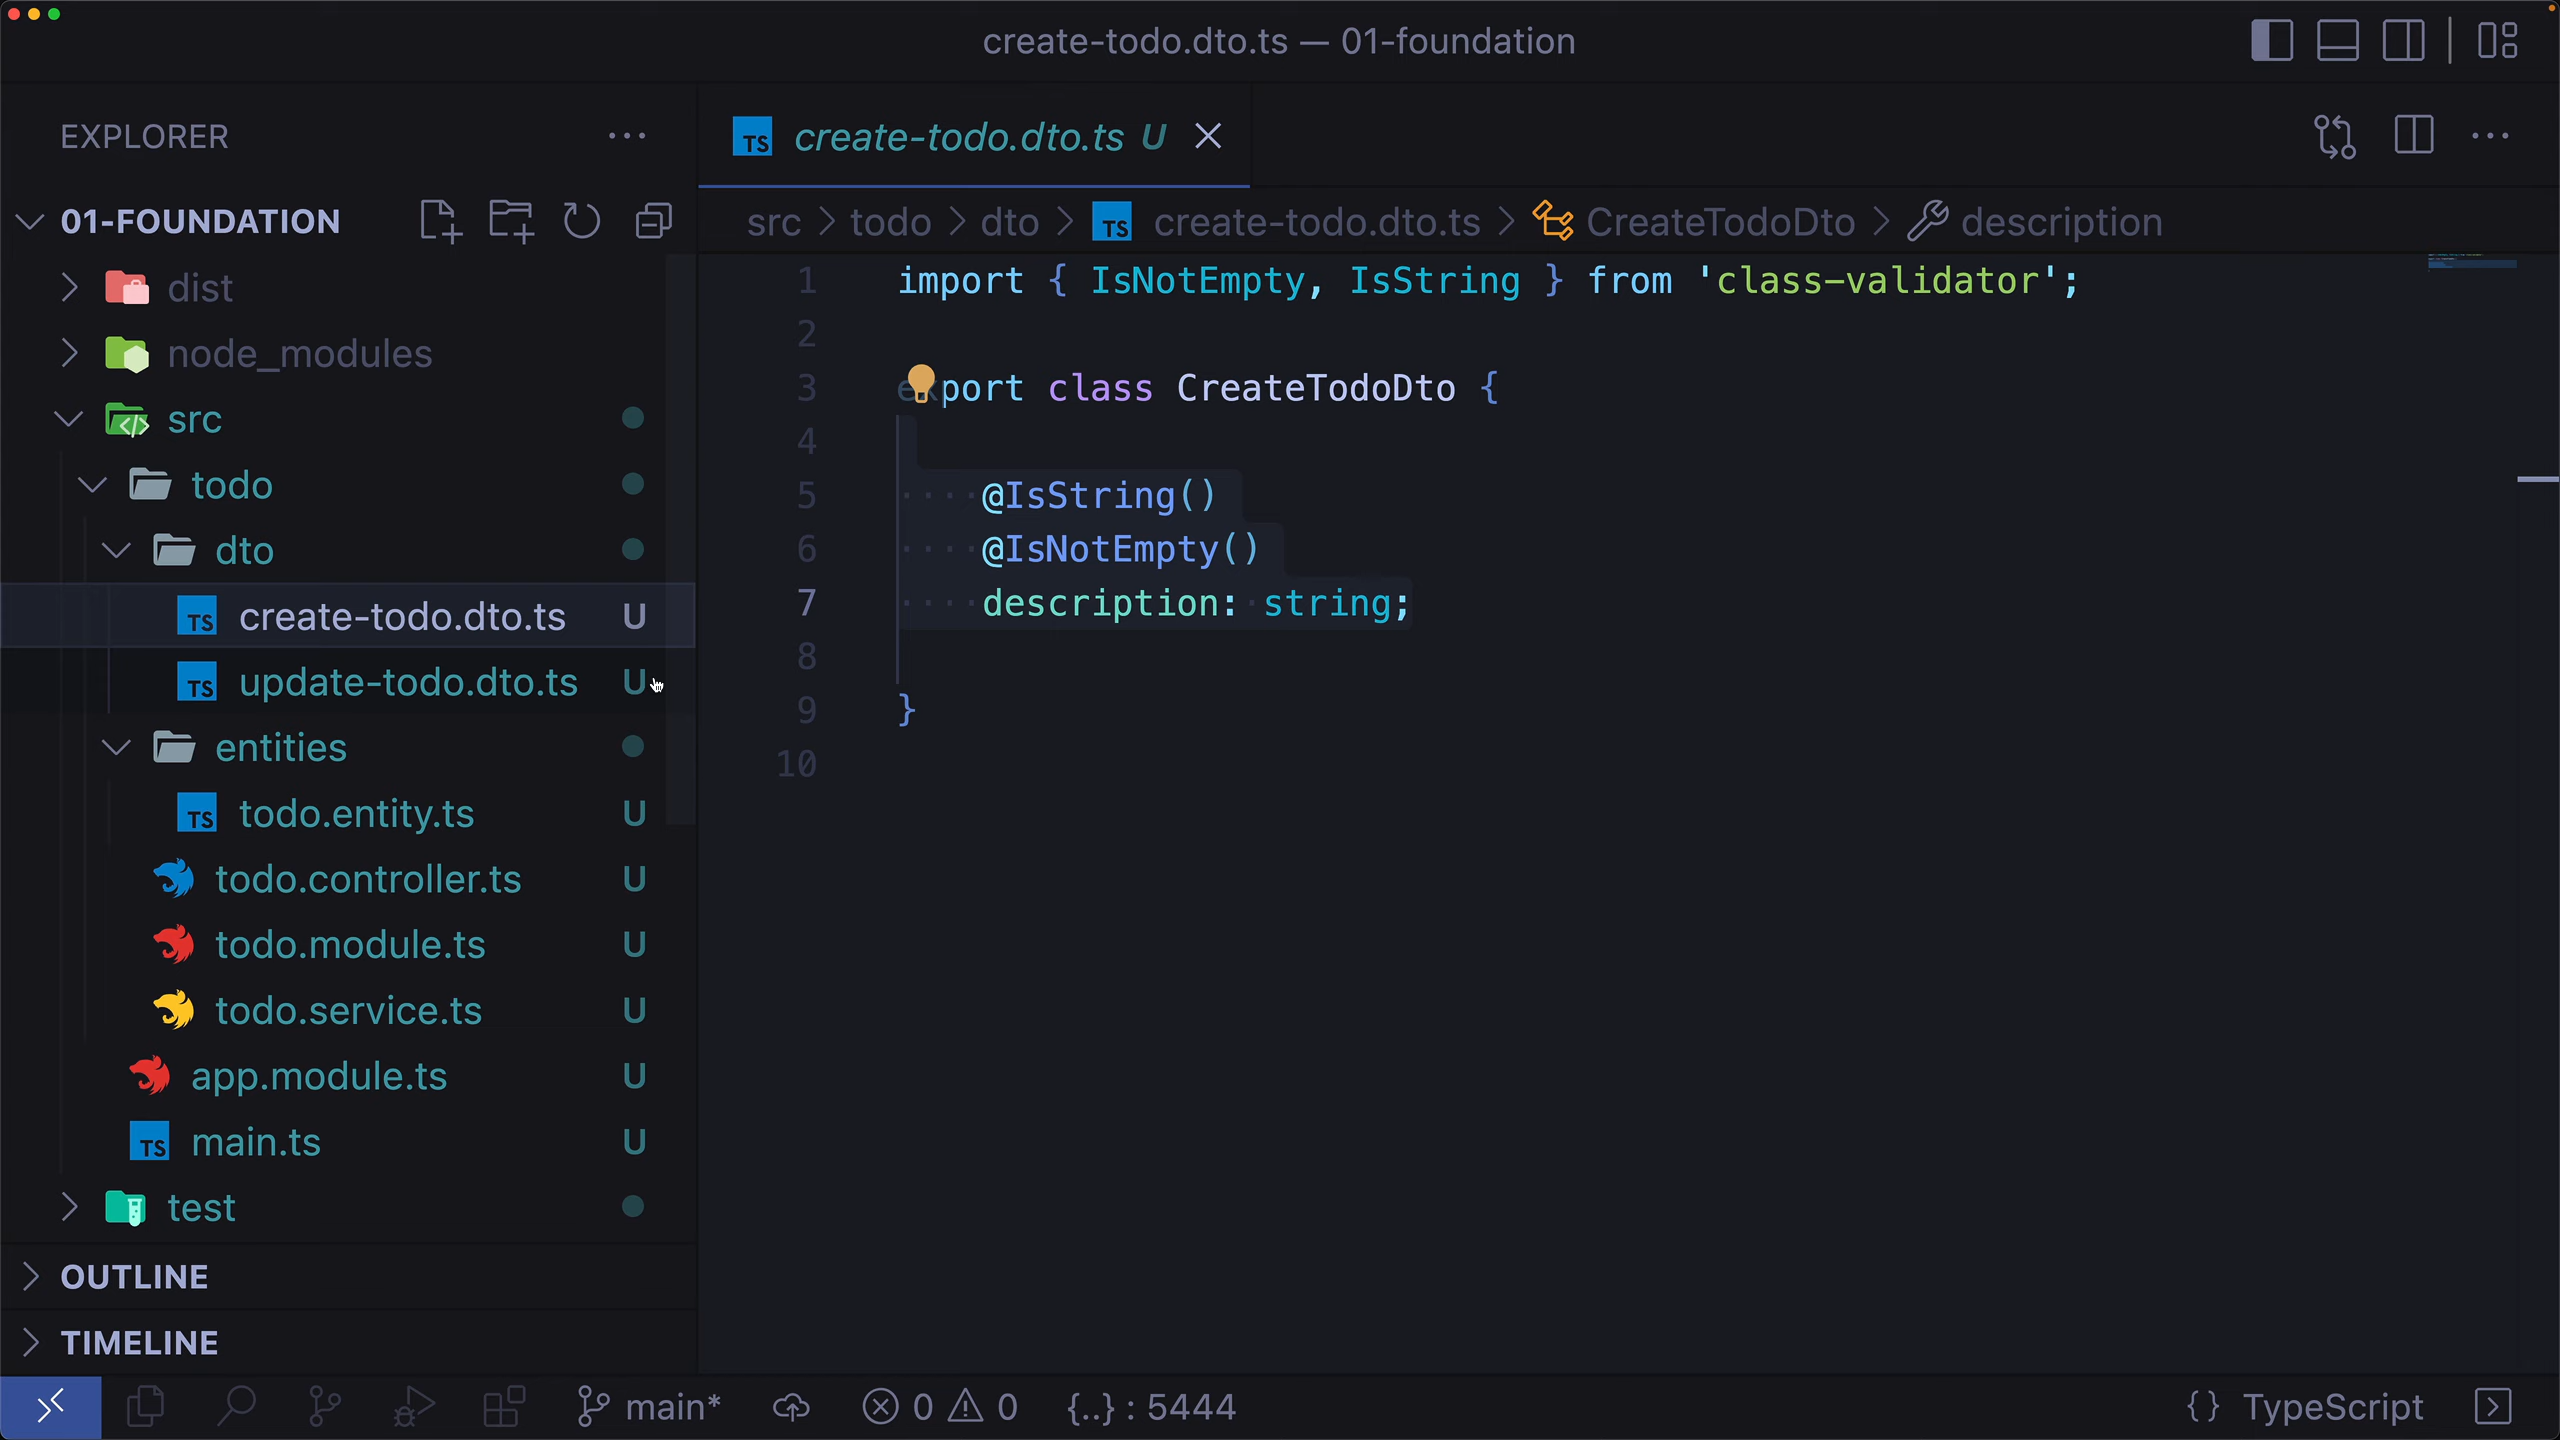 create-todo.dto.ts — 01-foundation
EXPLORER
01-FOUNDATION
dist
node_modules
src
todo
dto
create-todo.dto.ts U
update-todo.dto.ts U
entities
todo.entity.ts U
todo.controller.ts U
todo.module.ts U
todo.service.ts U
app.module.ts U
main.ts U
test
OUTLINE
TIMELINE
TS create-todo.dto.ts U
src > todo > dto > TS create-todo.dto.ts > CreateTodoDto > description
1 import { IsNotEmpty, IsString } from 'class-validator';
2
3 export class CreateTodoDto {
4
5 @IsString()
6 @IsNotEmpty()
7 description: string;
8
9 }
10
main* 0 0 {..} : 5444 {} TypeScript